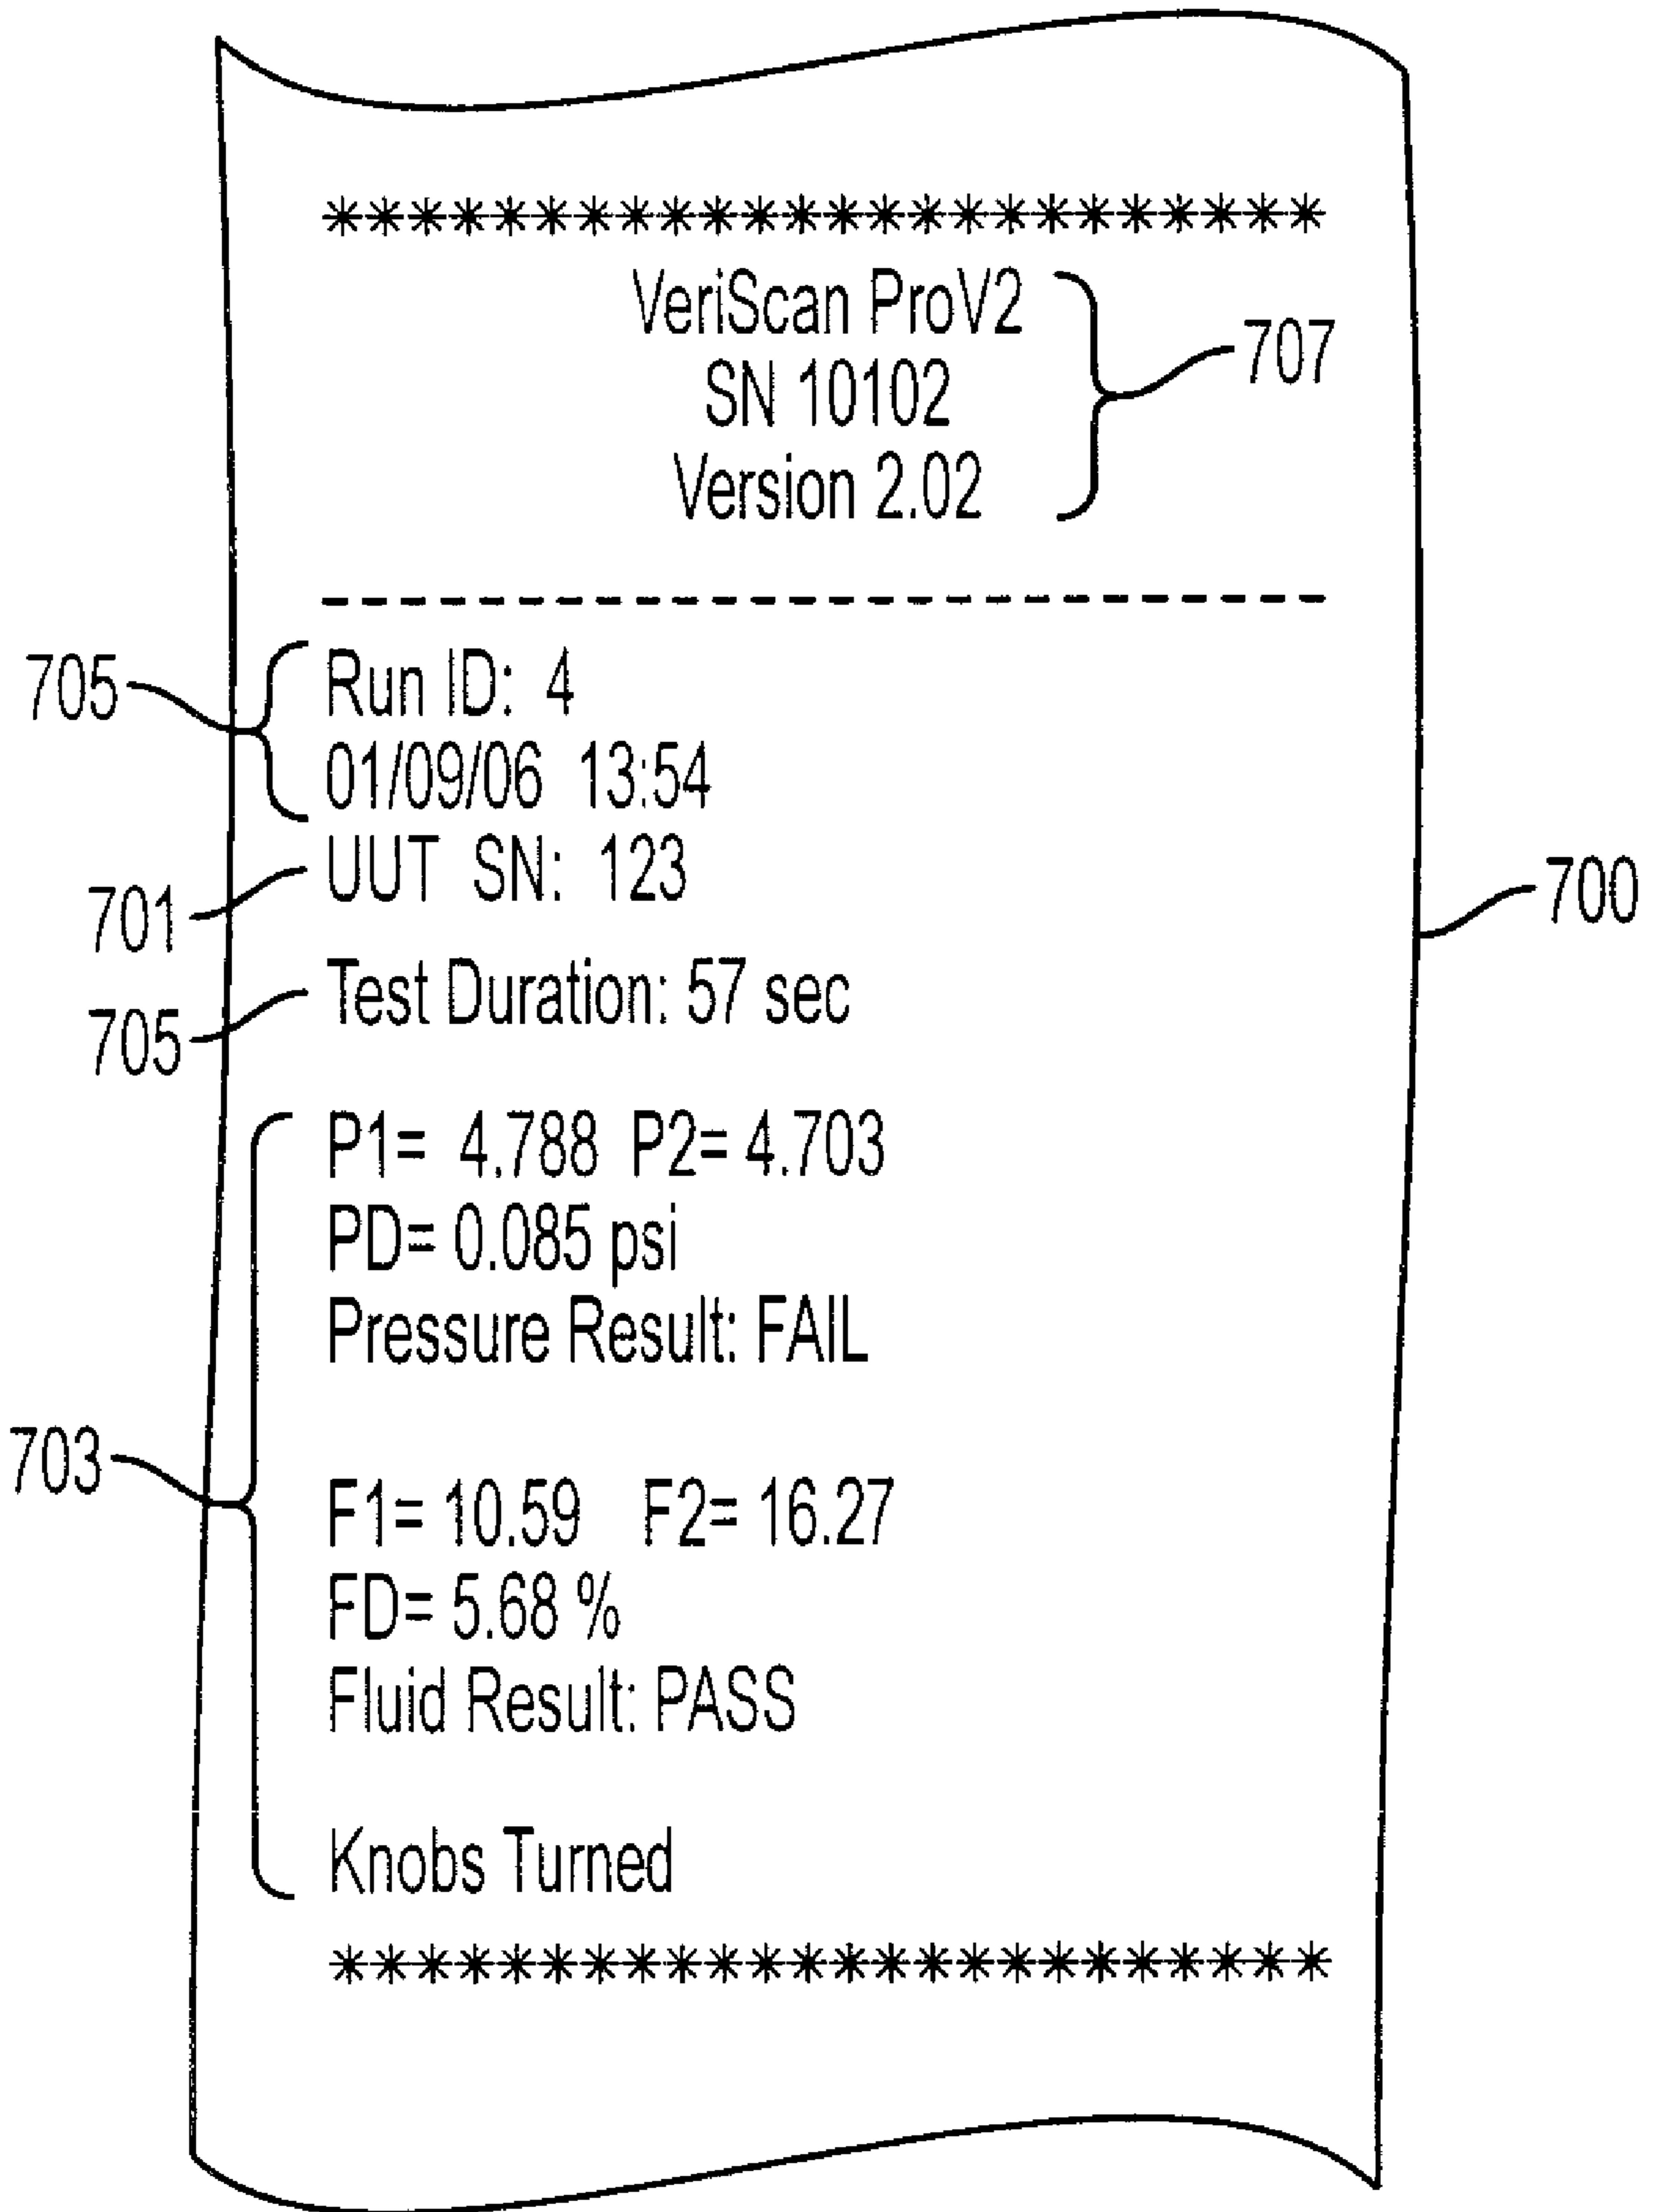 ************************
VeriScan ProV2
SN 10102
Version 2.02
707
--------------------------
705
Run ID: 4
01/09/06 13:54
701
UUT SN: 123
700
705
Test Duration: 57 sec
703
P1= 4.788 P2= 4.703
PD= 0.085 psi
Pressure Result: FAIL
F1= 10.59 F2= 16.27
FD= 5.68 %
Fluid Result: PASS
Knobs Turned
************************